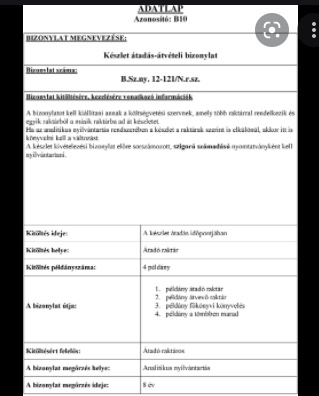 ADATLAP
Azonosító: B10
BIZONYLAT MEGNEVEZÉSE:
Készlet átadás-átvételi bizonylat
Bizonylat száma:
B.Sz.ny. 12-121/N.r.sz.
Bizonylat kitöltésére, kezelésére vonatkozó információk
A bizonylatot kell kiállítani annak a költségvetési szervnek, amely több raktárral rendelkezik és
egyik raktárból a másik raktárba ad át készletet.
Ha az analitikus nyilvántartás rendszerében a készlet a raktárak szerint is elkülönül, akkor itt is
könyvelni kell a változást.
A készlet kivételezési bizonylat előre sorszámozott, szigorú számadású nyomtatványként kell
nyilvántartani.
Kitöltés ideje:
A készlet átadás időpontjában
Kitöltés helye:
Átadó raktár
Kitöltés példányszáma:
4 példány
A bizonylat útja:
1. példány átadó raktár
2. példány átvevő raktár
3. példány főkönyvi könyvelés
4. példány a tömbben marad
Kitöltésért felelős:
Átadó raktáros
A bizonylat megőrzés helye:
Analitikus nyilvántartás
A bizonylat megőrzés ideje:
8 év